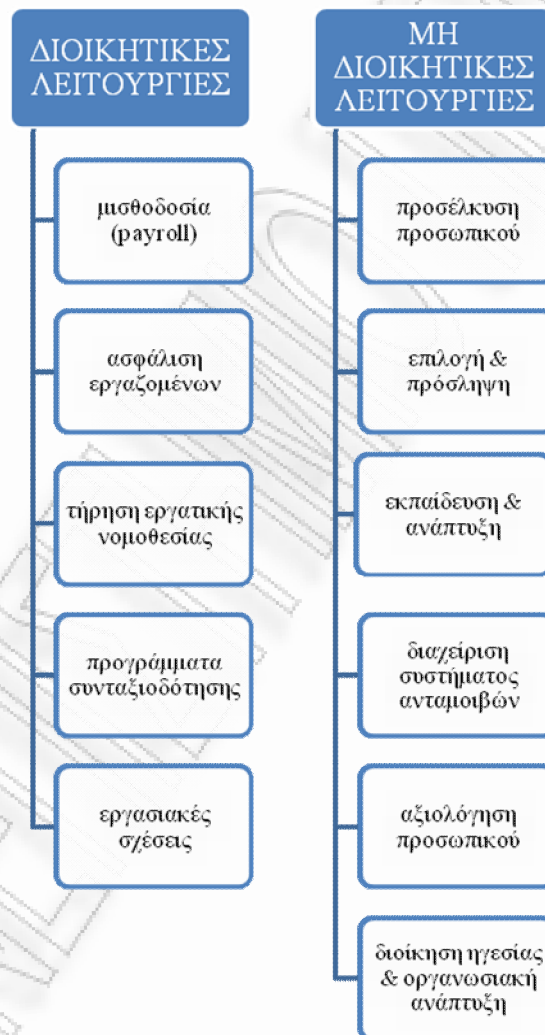 ΔΙΟΙΚΗΤΙΚΕΣ
ΛΕΙΤΟΥΡΓΙΕΣ
μισθοδοσία
(payroll)
ασφάλιση
εργαζομένων
τήρηση εργατικής
νομοθεσίας
προγράμματα
συνταξιοδότησης
εργασιακές
σχέσεις
ΜΗ
ΔΙΟΙΚΗΤΙΚΕΣ
ΛΕΙΤΟΥΡΓΙΕΣ
προσέλκυση
προσωπικού
επιλογή &
πρόσληψη
εκπαίδευση &
ανάπτυξη
διαχείριση
συστήματος
ανταμοιβών
αξιολόγηση
προσωπικού
διοίκηση ηγεσίας
& οργανωσιακή
ανάπτυξη